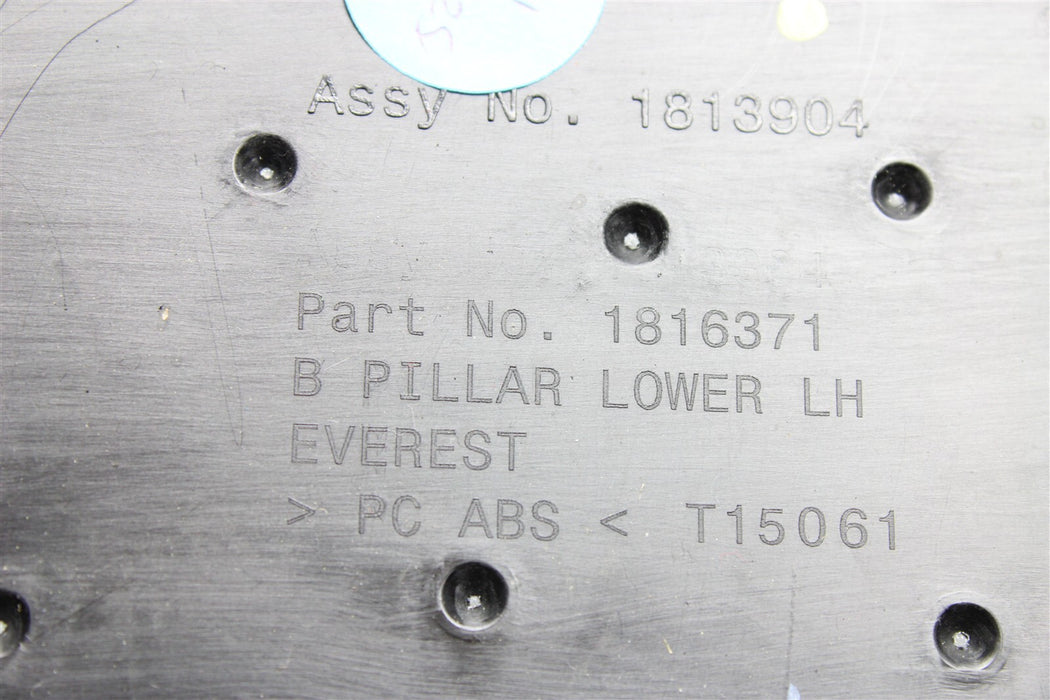 Assy No. 1813904
Part No. 1816371
B PILLAR LOWER LH
EVEREST
> PC ABS < T15061